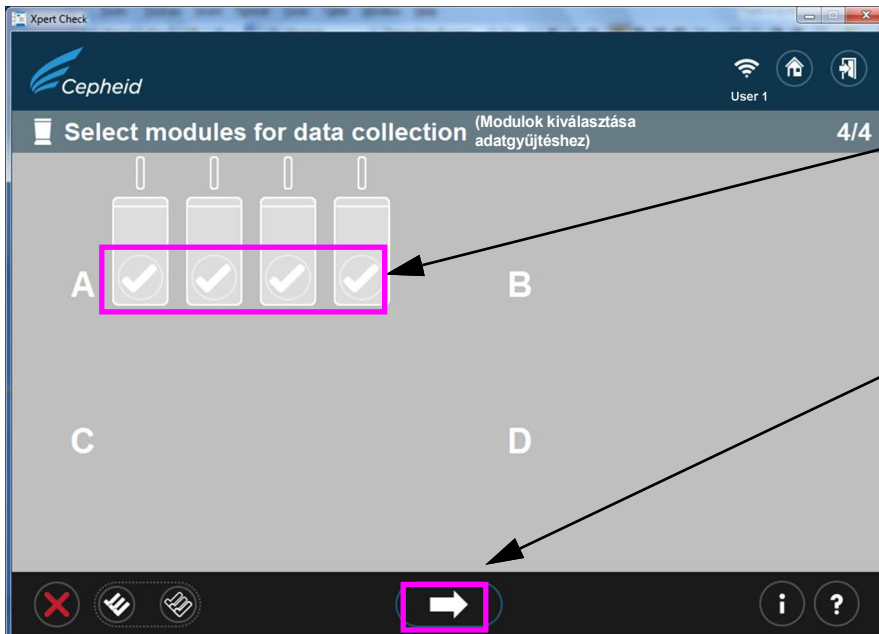 Xpert Check
Cepheid
User 1
Select modules for data collection (Modulok kiválasztása
adatgyűjtéshez)
4/4
A
B
C
D
i
?